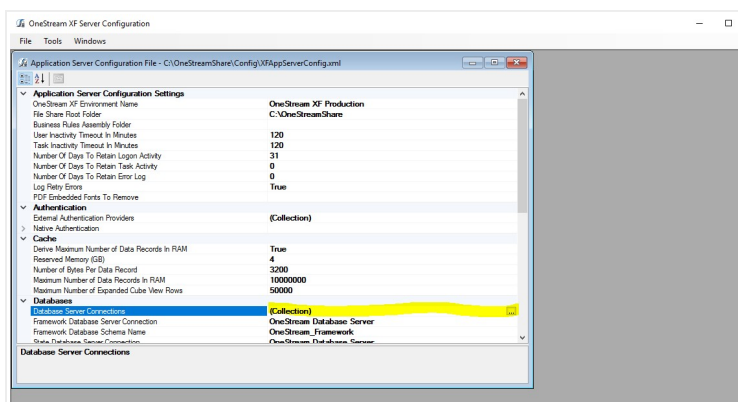 OneStream XF Server Configuration
File Tools Windows
Application Server Configuration File - C:\OneStreamShare\Config\XFAppServerConfig.xml
Application Server Configuration Settings
OneStream XF Environment Name OneStream XF Production
File Share Root Folder C:\OneStreamShare
Business Rules Assembly Folder
User Inactivity Timeout In Minutes 120
Task Inactivity Timeout In Minutes 120
Number Of Days To Retain Logon Activity 31
Number Of Days To Retain Task Activity 0
Number Of Days To Retain Error Log 0
Log Retry Errors True
PDF Embedded Fonts To Remove
Authentication
External Authentication Providers (Collection)
Native Authentication
Cache
Derive Maximum Number of Data Records In RAM True
Reserved Memory (GB) 4
Number of Bytes Per Data Record 3200
Maximum Number of Data Records In RAM 10000000
Maximum Number of Expanded Cube View Rows 50000
Databases
Database Server Connections (Collection) ...
Framework Database Server Connection OneStream Database Server
Framework Database Schema Name OneStream_Framework
State Database Server Connection OneStream Database Server
Database Server Connections